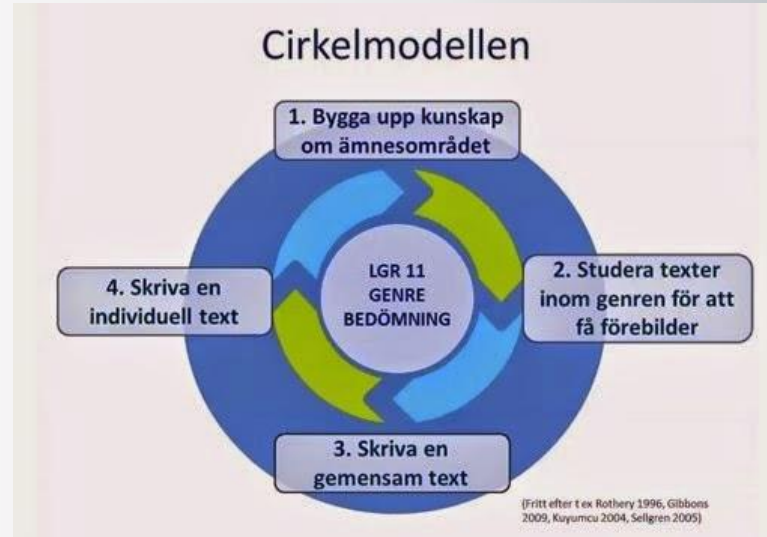 Cirkelmodellen
1. Bygga upp kunskap
om ämnesområdet
2. Studera texter
inom genren för att
få förebilder
3. Skriva en
gemensam text
4. Skriva en
individuell text
LGR 11
GENRE
BEDÖMNING
(Fritt efter t ex Rothery 1996, Gibbons
2009, Kuyumcu 2004, Sellgren 2005)